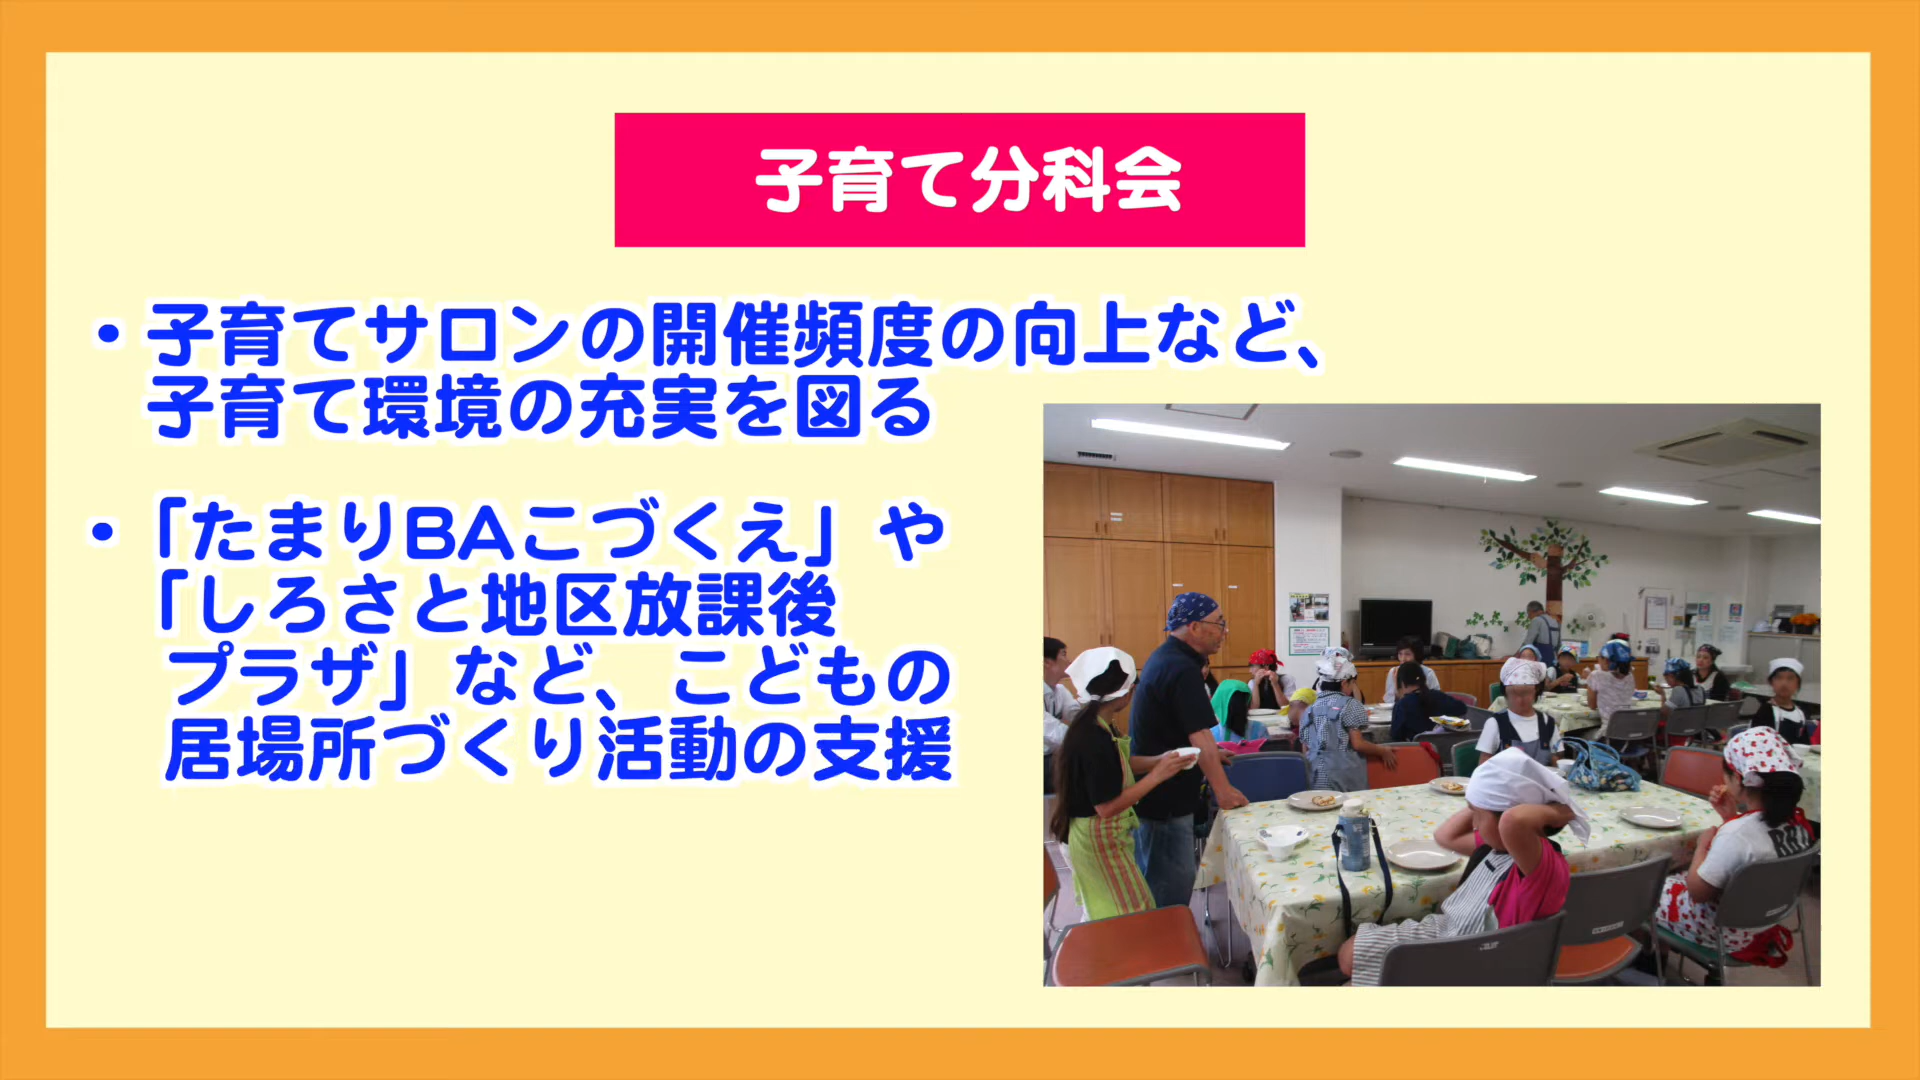 子育て分科会
・子育てサロンの開催頻度の向上など、
子育て環境の充実を図る
・「たまりBAこづくえ」や
「しろさと地区放課後
プラザ」など、こどもの
居場所づくり活動の支援